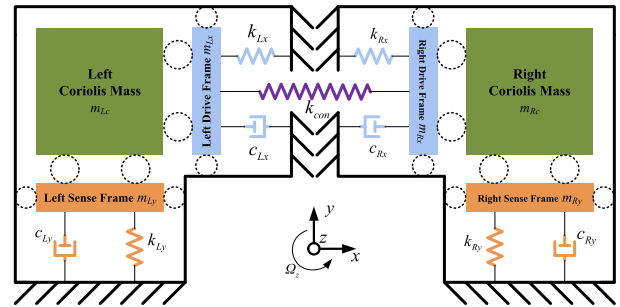 k_Lx
k_Rx
Left
Coriolis Mass
m_Lc
Left Drive Frame m_Lx
k_con
Right Drive Frame m_Rx
Right
Coriolis Mass
m_Rc
c_Lx
c_Rx
Left Sense Frame m_Ly
Right Sense Frame m_Ry
c_Ly
k_Ly
y
z
x
Ω_z
k_Ry
c_Ry